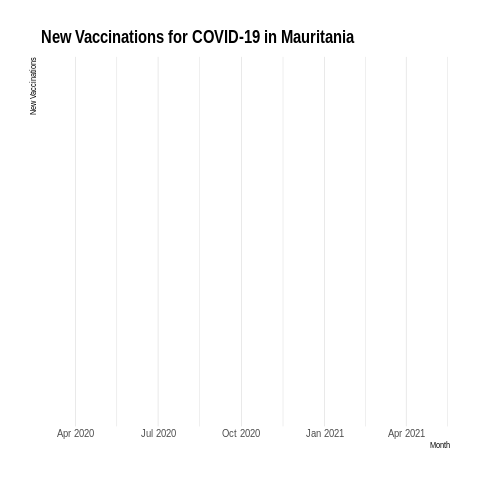 New Vaccinations for COVID-19 in Mauritania
New Vaccinations
Apr 2020 Jul 2020 Oct 2020 Jan 2021 Apr 2021
Month